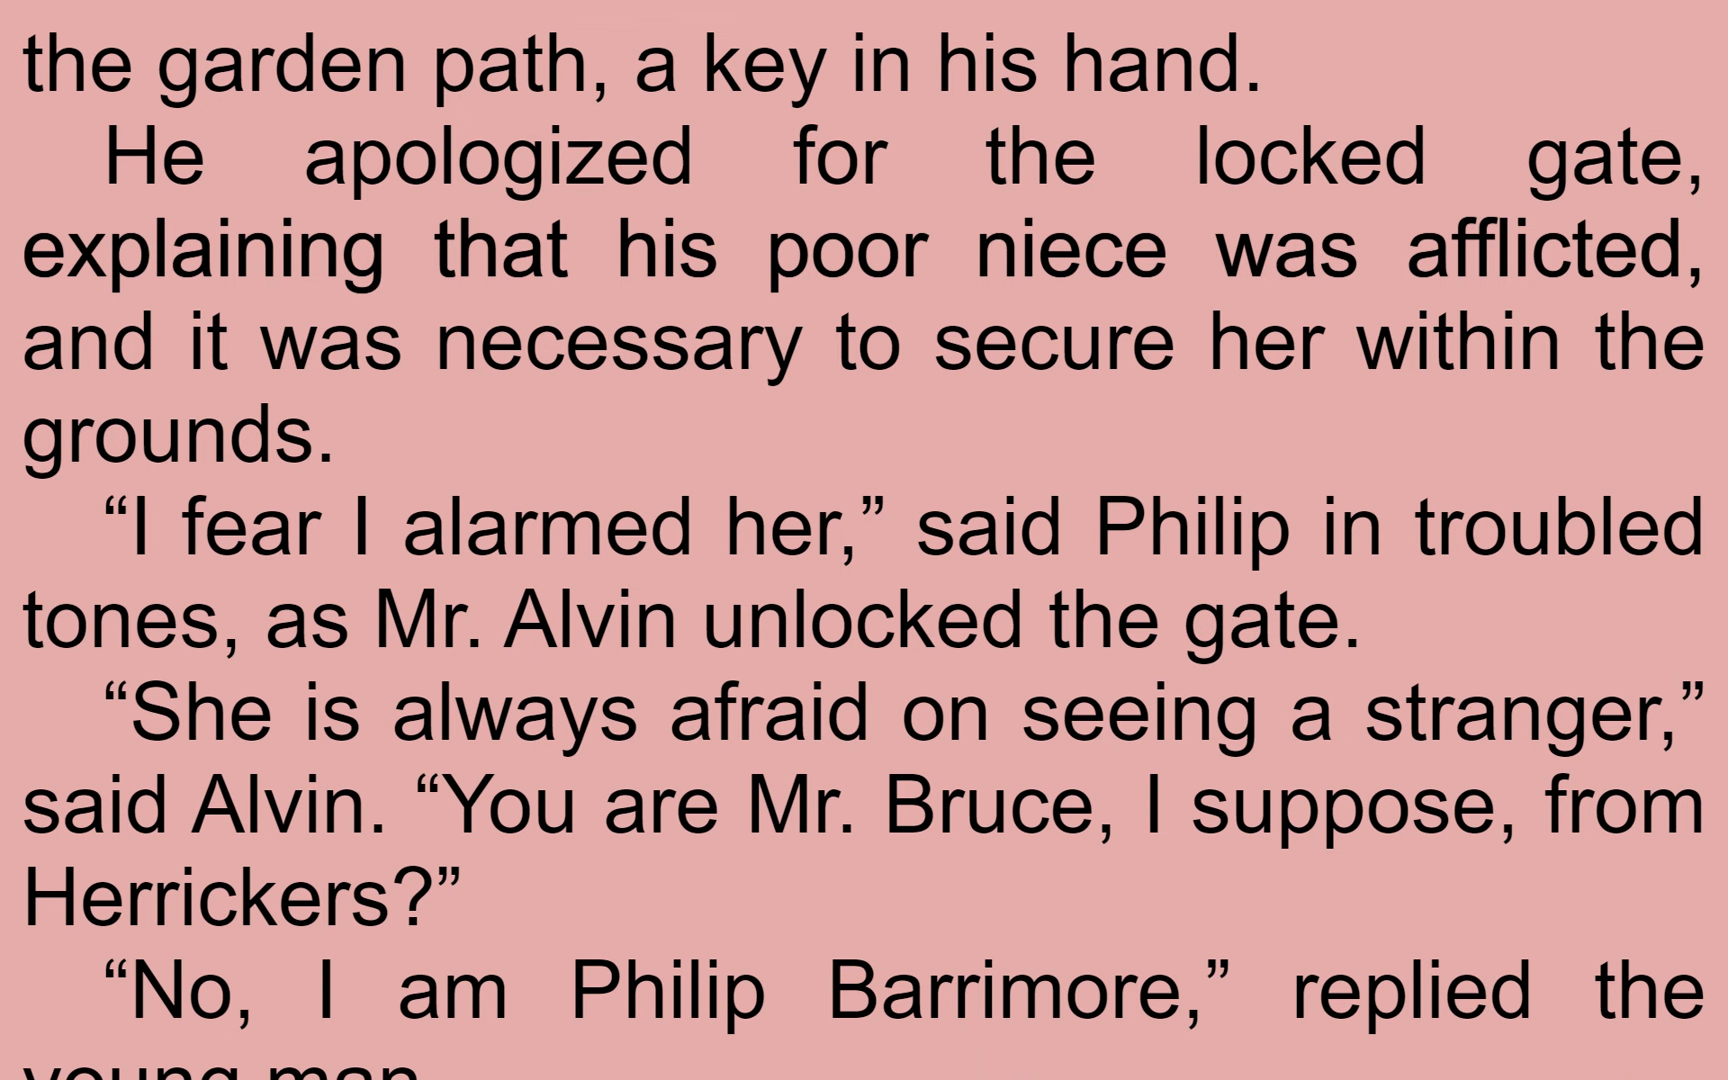 the garden path, a key in his hand.
He apologized for the locked gate,
explaining that his poor niece was afflicted,
and it was necessary to secure her within the
grounds.
“I fear I alarmed her,” said Philip in troubled
tones, as Mr. Alvin unlocked the gate.
“She is always afraid on seeing a stranger,”
said Alvin. “You are Mr. Bruce, I suppose, from
Herrickers?”
“No, I am Philip Barrimore,” replied the
young man